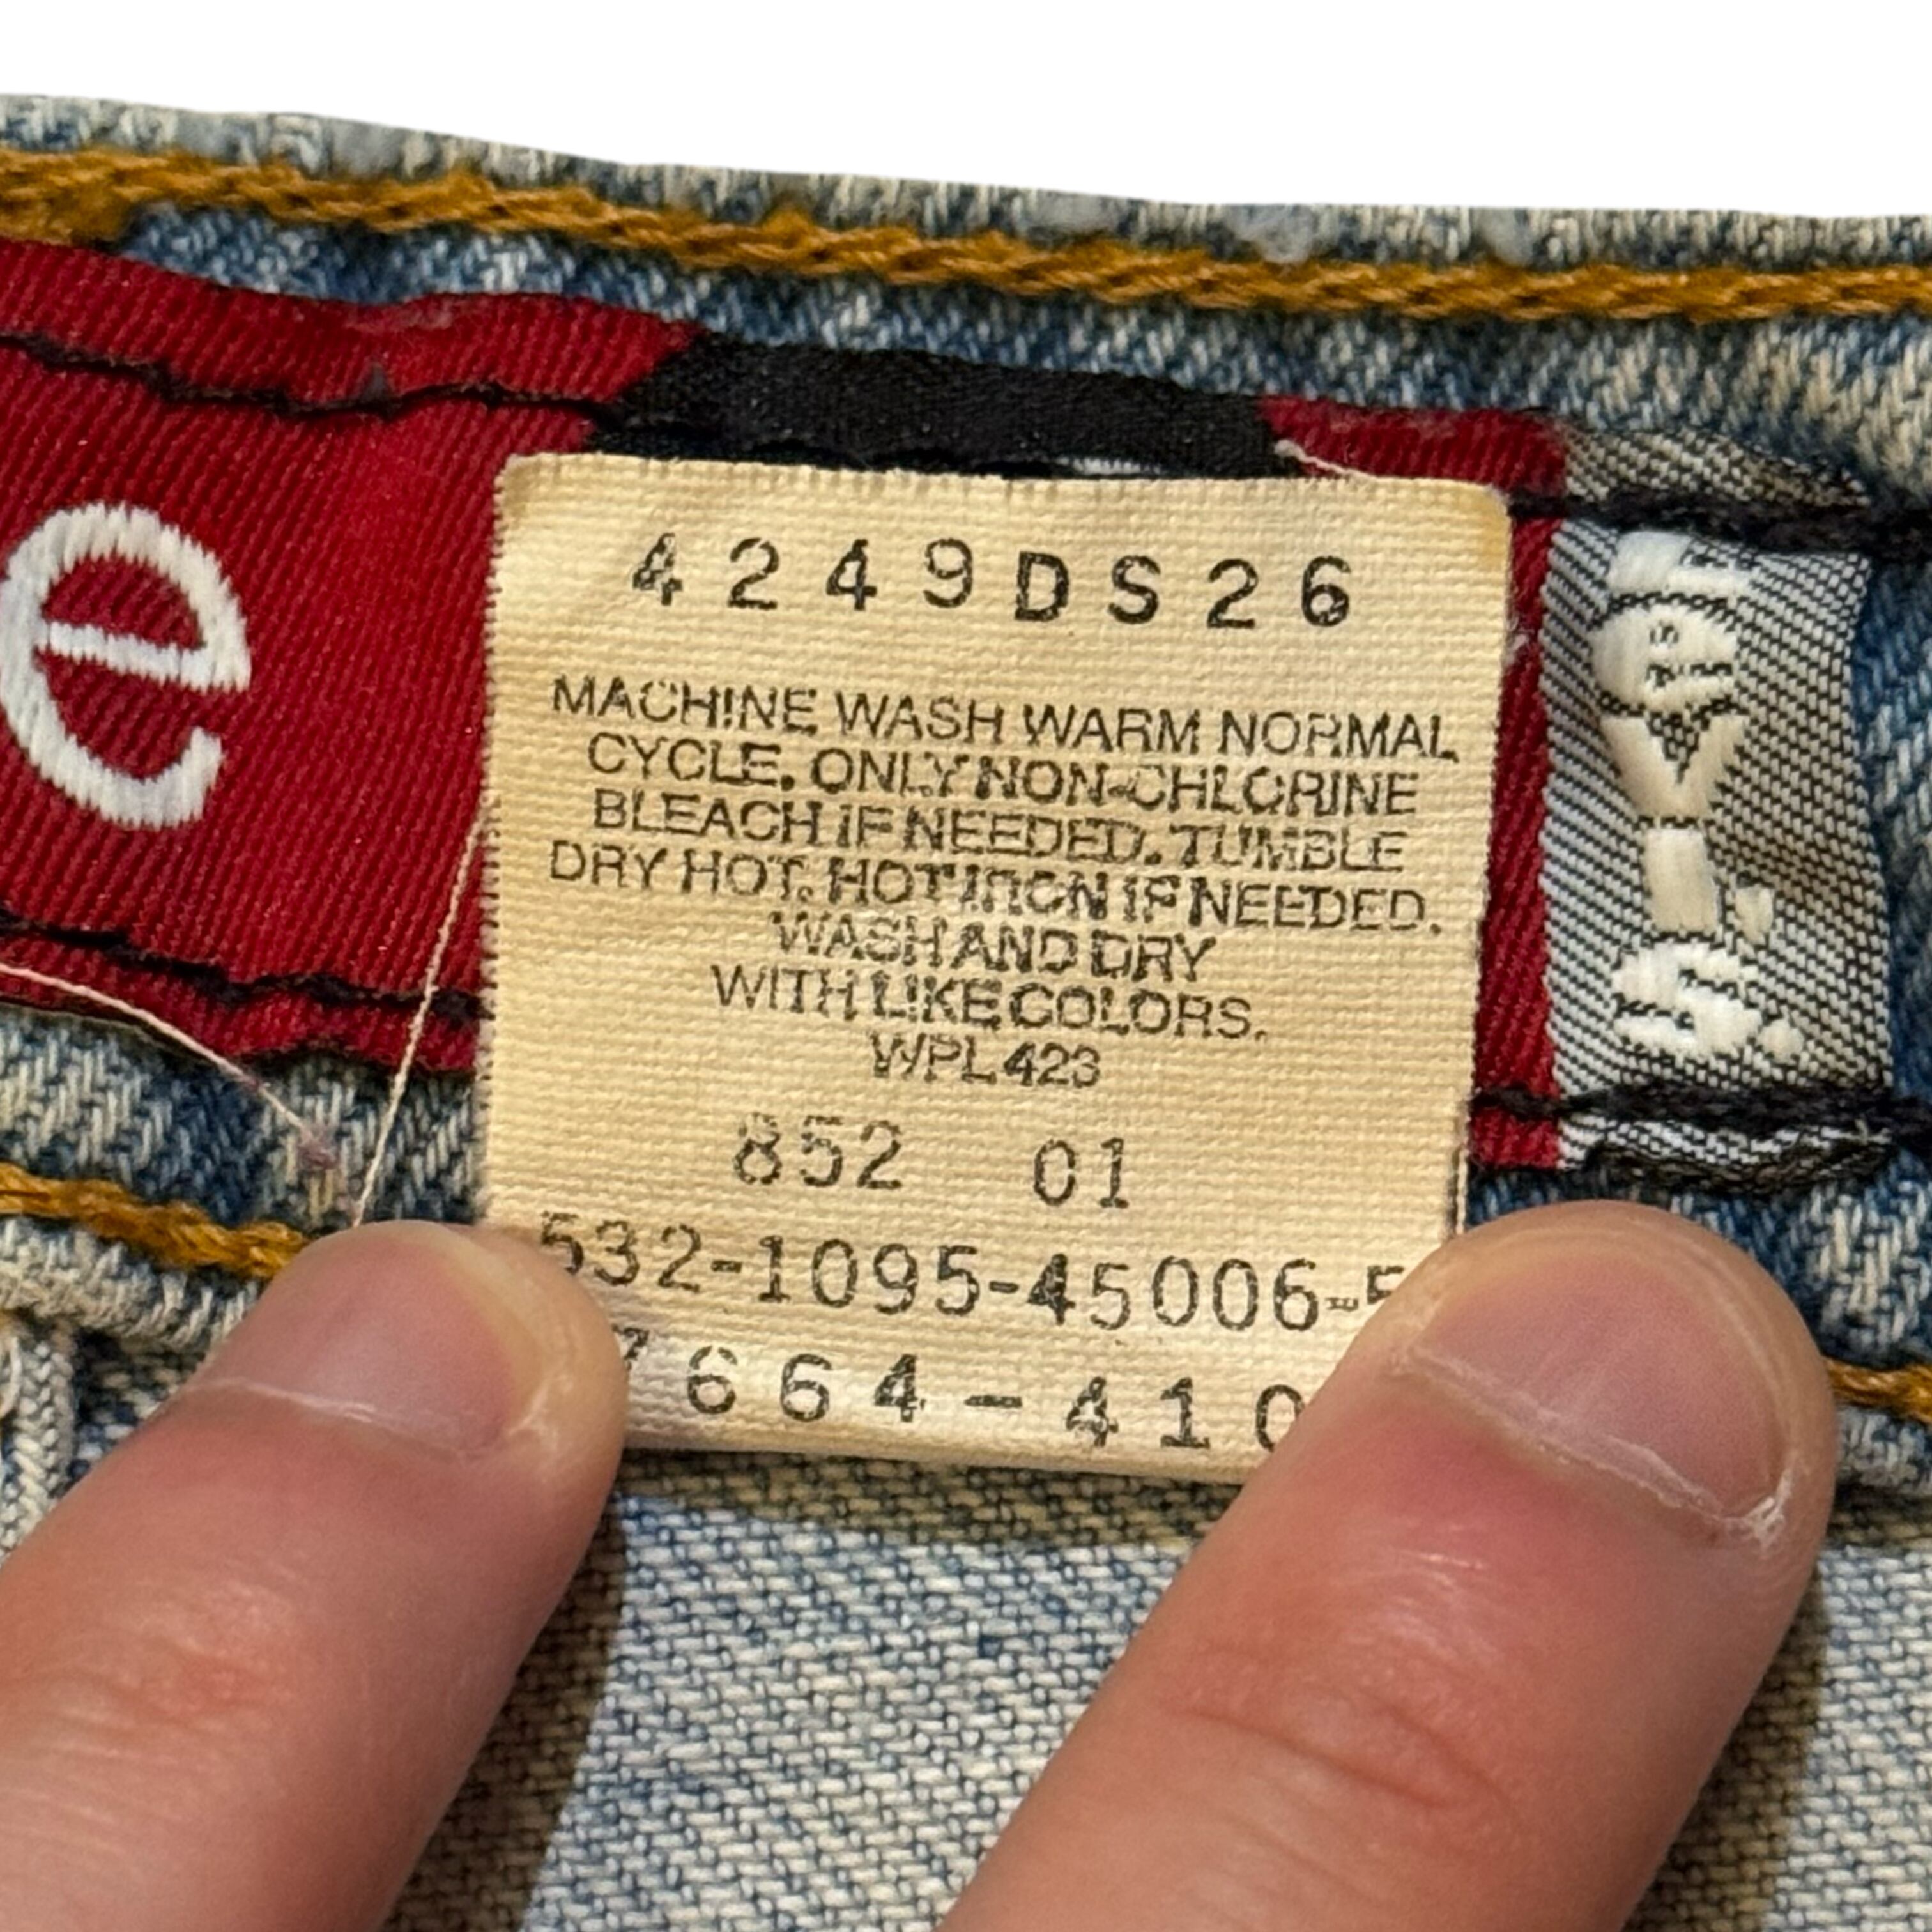 e
4249DS26
MACHINE WASH WARM NORMAL
CYCLE. ONLY NON-CHLORINE
BLEACH IF NEEDED. TUMBLE
DRY HOT. HOT IRON IF NEEDED.
WASH AND DRY
WITH LIKE COLORS.
WPL 423
852 01
532-1095-45006-5
7664-410
Levi's.